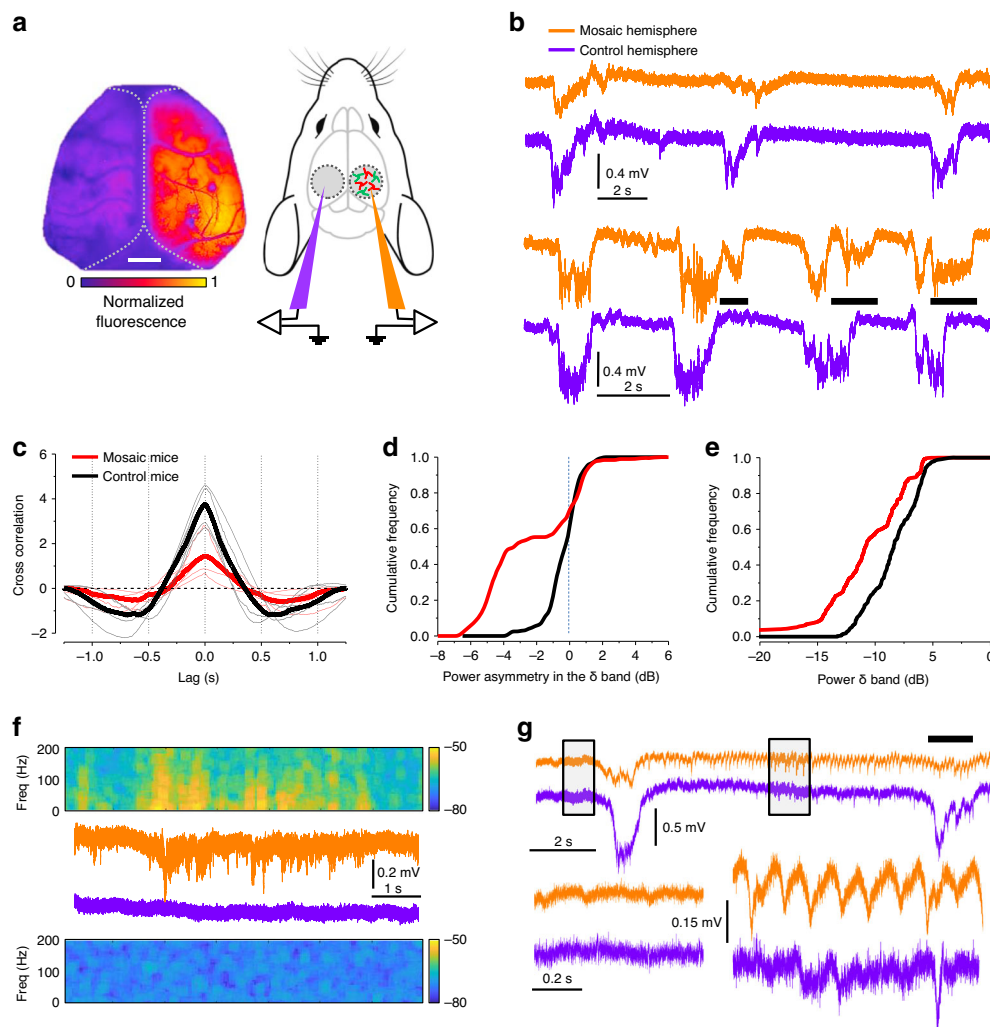 a
0
1
Normalized
fluorescence
b
Mosaic hemisphere
Control hemisphere
0.4 mV
2 s
0.4 mV
2 s
c
Mosaic mice
Control mice
Cross correlation
6
4
2
0
−2
−1.0
−0.5
0.0
0.5
1.0
Lag (s)
d
Cumulative frequency
1.0
0.8
0.6
0.4
0.2
0.0
−8
−6
−4
−2
0
2
4
6
Power asymmetry in the δ band (dB)
e
Cumulative frequency
1.0
0.8
0.6
0.4
0.2
0.0
−20
−15
−10
5
0
Power δ band (dB)
f
Freq (Hz)
200
100
0
−50
−80
0.2 mV
1 s
Freq (Hz)
200
100
0
−50
−80
g
0.5 mV
2 s
0.15 mV
0.2 s